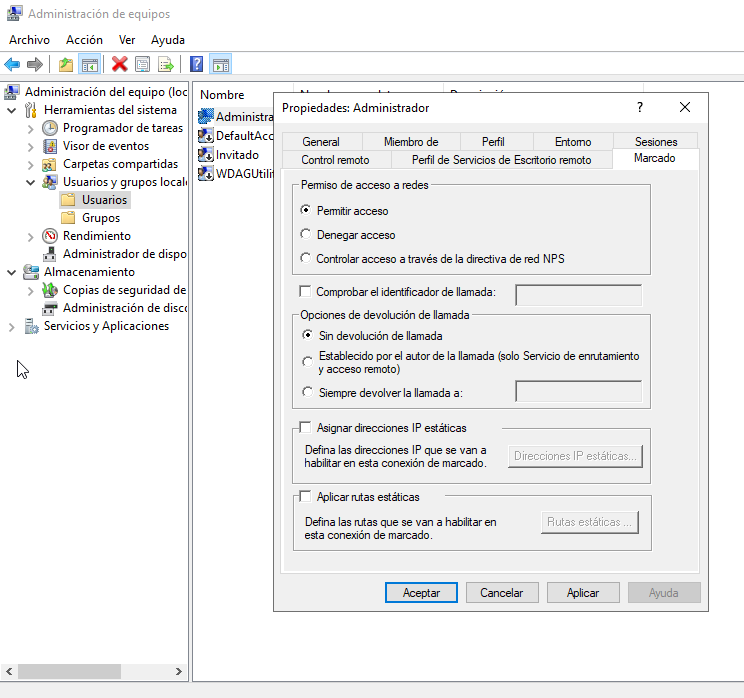 Administración de equipos
Archivo Acción Ver Ayuda
Administración del equipo (loc
Herramientas del sistema
Programador de tareas
Visor de eventos
Carpetas compartidas
Usuarios y grupos locale
Usuarios
Grupos
Rendimiento
Administrador de dispo
Almacenamiento
Copias de seguridad de
Administración de disco
Servicios y Aplicaciones
Nombre
Administra
DefaultAcc
Invitado
WDAGUtilit
Propiedades: Administrador
General Miembro de Perfil Entorno Sesiones
Control remoto Perfil de Servicios de Escritorio remoto Marcado
Permiso de acceso a redes
Permitir acceso
Denegar acceso
Controlar acceso a través de la directiva de red NPS
Comprobar el identificador de llamada:
Opciones de devolución de llamada
Sin devolución de llamada
Establecido por el autor de la llamada (solo Servicio de enrutamiento
y acceso remoto)
Siempre devolver la llamada a:
Asignar direcciones IP estáticas
Defina las direcciones IP que se van a
habilitar en esta conexión de marcado.
Direcciones IP estáticas...
Aplicar rutas estáticas
Defina las rutas que se van a habilitar en
esta conexión de marcado.
Rutas estáticas ...
Aceptar Cancelar Aplicar Ayuda